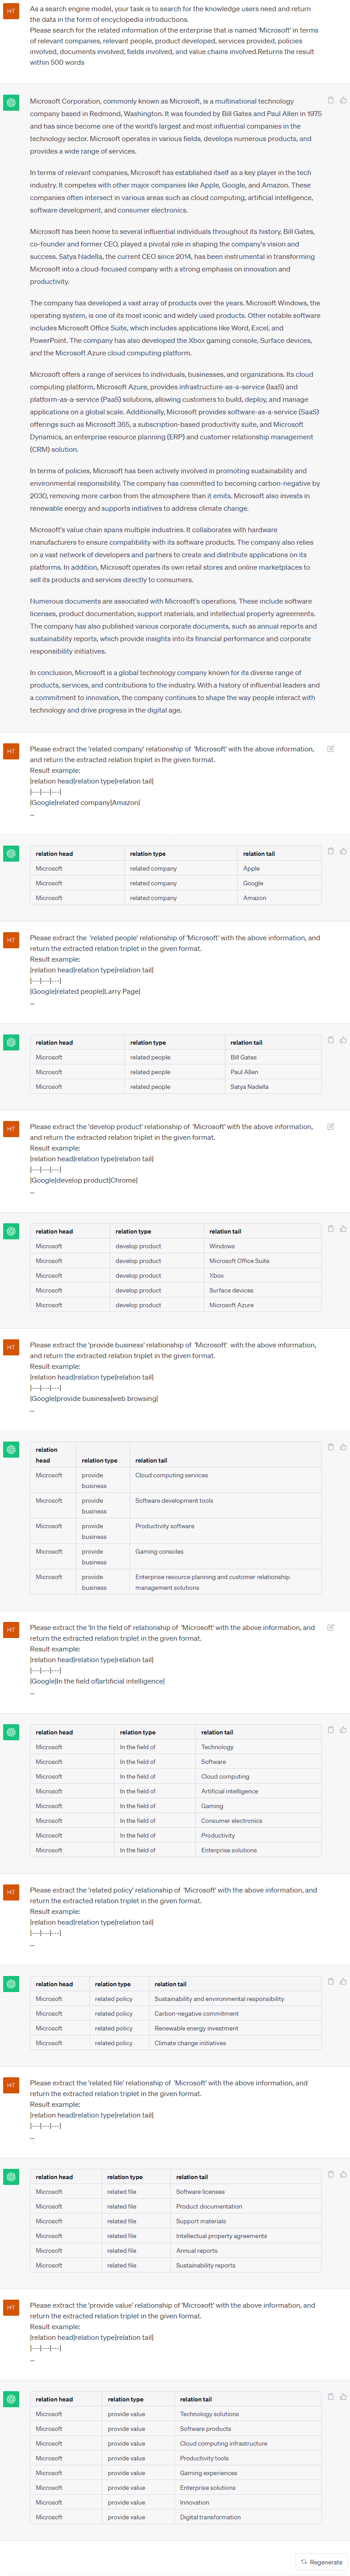 HT
As a search engine model, your task is to search for the knowledge users need and return
the data in the form of encyclopedia introductions.
Please search for the related information of the enterprise that is named 'Microsoft' in terms
of relevant companies, relevant people, product developed, services provided, policies
involved, documents involved, fields involved, and value chains involved.Returns the result
within 500 words
Microsoft Corporation, commonly known as Microsoft, is a multinational technology
company based in Redmond, Washington. It was founded by Bill Gates and Paul Allen in 1975
and has since become one of the world's largest and most influential companies in the
technology sector. Microsoft operates in various fields, develops numerous products, and
provides a wide range of services.
In terms of relevant companies, Microsoft has established itself as a key player in the tech
industry. It competes with other major companies like Apple, Google, and Amazon. These
companies often intersect in various areas such as cloud computing, artificial intelligence,
software development, and consumer electronics.
Microsoft has been home to several influential individuals throughout its history. Bill Gates,
co-founder and former CEO, played a pivotal role in shaping the company's vision and
success. Satya Nadella, the current CEO since 2014, has been instrumental in transforming
Microsoft into a cloud-focused company with a strong emphasis on innovation and
productivity.
The company has developed a vast array of products over the years. Microsoft Windows, the
operating system, is one of its most iconic and widely used products. Other notable software
includes Microsoft Office Suite, which includes applications like Word, Excel, and
PowerPoint. The company has also developed the Xbox gaming console, Surface devices,
and the Microsoft Azure cloud computing platform.
Microsoft offers a range of services to individuals, businesses, and organizations. Its cloud
computing platform, Microsoft Azure, provides infrastructure-as-a-service (IaaS) and
platform-as-a-service (PaaS) solutions, allowing customers to build, deploy, and manage
applications on a global scale. Additionally, Microsoft provides software-as-a-service (SaaS)
offerings such as Microsoft 365, a subscription-based productivity suite, and Microsoft
Dynamics, an enterprise resource planning (ERP) and customer relationship management
(CRM) solution.
In terms of policies, Microsoft has been actively involved in promoting sustainability and
environmental responsibility. The company has committed to becoming carbon-negative by
2030, removing more carbon from the atmosphere than it emits. Microsoft also invests in
renewable energy and supports initiatives to address climate change.
Microsoft's value chain spans multiple industries. It collaborates with hardware
manufacturers to ensure compatibility with its software products. The company also relies
on a vast network of developers and partners to create and distribute applications on its
platforms. In addition, Microsoft operates its own retail stores and online marketplaces to
sell its products and services directly to consumers.
Numerous documents are associated with Microsoft's operations. These include software
licenses, product documentation, support materials, and intellectual property agreements.
The company has also published various corporate documents, such as annual reports and
sustainability reports, which provide insights into its financial performance and corporate
responsibility initiatives.
In conclusion, Microsoft is a global technology company known for its diverse range of
products, services, and contributions to the industry. With a history of influential leaders and
a commitment to innovation, the company continues to shape the way people interact with
technology and drive progress in the digital age.
HT
Please extract the 'related company' relationship of 'Microsoft' with the above information,
and return the extracted relation triplet in the given format.
Result example:
|relation head|relation type|relation tail|
|---|---|---|
|Google|related company|Amazon|
...
relation head relation type relation tail
Microsoft related company Apple
Microsoft related company Google
Microsoft related company Amazon
HT
Please extract the 'related people' relationship of 'Microsoft' with the above information, and
return the extracted relation triplet in the given format.
Result example:
|relation head|relation type|relation tail|
|---|---|---|
|Google|related people|Larry Page|
...
relation head relation type relation tail
Microsoft related people Bill Gates
Microsoft related people Paul Allen
Microsoft related people Satya Nadella
HT
Please extract the 'develop product' relationship of 'Microsoft' with the above information,
and return the extracted relation triplet in the given format.
Result example:
|relation head|relation type|relation tail|
|---|---|---|
|Google|develop product|Chrome|
...
relation head relation type relation tail
Microsoft develop product Windows
Microsoft develop product Microsoft Office Suite
Microsoft develop product Xbox
Microsoft develop product Surface devices
Microsoft develop product Microsoft Azure
HT
Please extract the 'provide business' relationship of 'Microsoft' with the above information,
and return the extracted relation triplet in the given format.
Result example:
|relation head|relation type|relation tail|
|---|---|---|
|Google|provide business|web browsing|
...
relation
head relation type relation tail
Microsoft provide Cloud computing services
business
Microsoft provide Software development tools
business
Microsoft provide Productivity software
business
Microsoft provide Gaming consoles
business
Microsoft provide Enterprise resource planning and customer relationship
business management solutions
HT
Please extract the 'In the field of' relationship of 'Microsoft' with the above information, and
return the extracted relation triplet in the given format.
Result example:
|relation head|relation type|relation tail|
|---|---|---|
|Google|In the field of|artificial intelligence|
...
relation head relation type relation tail
Microsoft In the field of Technology
Microsoft In the field of Software
Microsoft In the field of Cloud computing
Microsoft In the field of Artificial intelligence
Microsoft In the field of Gaming
Microsoft In the field of Consumer electronics
Microsoft In the field of Productivity
Microsoft In the field of Enterprise solutions
HT
Please extract the 'related policy' relationship of 'Microsoft' with the above information, and
return the extracted relation triplet in the given format.
Result example:
|relation head|relation type|relation tail|
|---|---|---|
...
relation head relation type relation tail
Microsoft related policy Sustainability and environmental responsibility
Microsoft related policy Carbon-negative commitment
Microsoft related policy Renewable energy investment
Microsoft related policy Climate change initiatives
HT
Please extract the 'related file' relationship of 'Microsoft' with the above information, and
return the extracted relation triplet in the given format.
Result example:
|relation head|relation type|relation tail|
|---|---|---|
...
relation head relation type relation tail
Microsoft related file Software licenses
Microsoft related file Product documentation
Microsoft related file Support materials
Microsoft related file Intellectual property agreements
Microsoft related file Annual reports
Microsoft related file Sustainability reports
HT
Please extract the 'provide value' relationship of 'Microsoft' with the above information, and
return the extracted relation triplet in the given format.
Result example:
|relation head|relation type|relation tail|
|---|---|---|
...
relation head relation type relation tail
Microsoft provide value Technology solutions
Microsoft provide value Software products
Microsoft provide value Cloud computing infrastructure
Microsoft provide value Productivity tools
Microsoft provide value Gaming experiences
Microsoft provide value Enterprise solutions
Microsoft provide value Innovation
Microsoft provide value Digital transformation
Regenerate